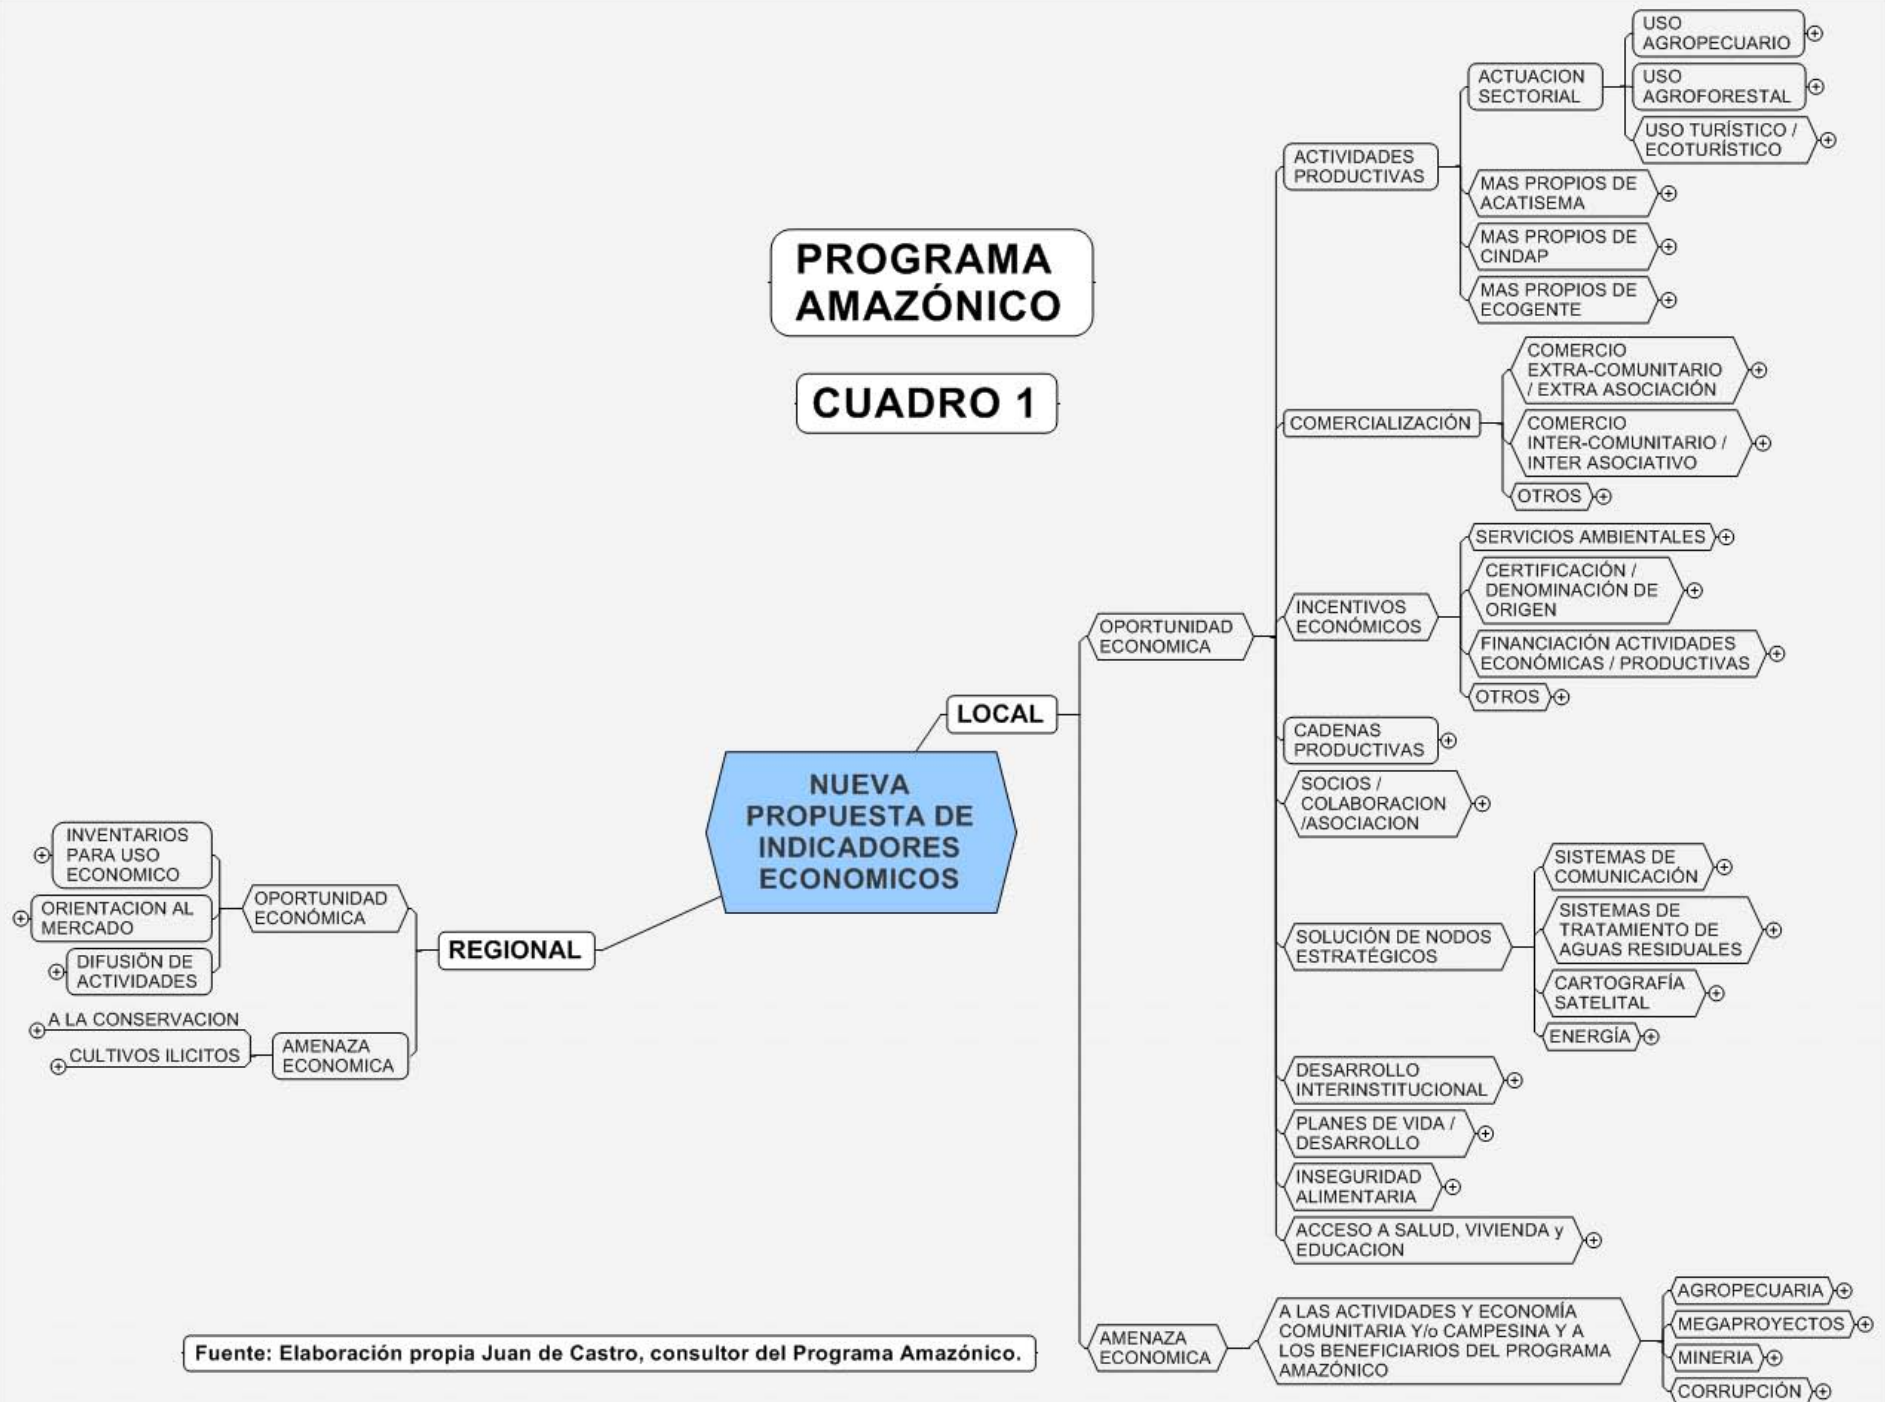 PROGRAMA
AMAZÓNICO
CUADRO 1
NUEVA
PROPUESTA DE
INDICADORES
ECONOMICOS
LOCAL
OPORTUNIDAD
ECONOMICA
ACTIVIDADES
PRODUCTIVAS
ACTUACION
SECTORIAL
USO
AGROPECUARIO
USO
AGROFORESTAL
USO TURÍSTICO /
ECOTURÍSTICO
MAS PROPIOS DE
ACATISEMA
MAS PROPIOS DE
CINDAP
MAS PROPIOS DE
ECOGENTE
COMERCIALIZACIÓN
COMERCIO
EXTRA-COMUNITARIO
/ EXTRA ASOCIACIÓN
COMERCIO
INTER-COMUNITARIO /
INTER ASOCIATIVO
OTROS
INCENTIVOS
ECONÓMICOS
SERVICIOS AMBIENTALES
CERTIFICACIÓN /
DENOMINACIÓN DE
ORIGEN
FINANCIACIÓN ACTIVIDADES
ECONÓMICAS / PRODUCTIVAS
OTROS
CADENAS
PRODUCTIVAS
SOCIOS /
COLABORACION
/ASOCIACION
SOLUCIÓN DE NODOS
ESTRATÉGICOS
SISTEMAS DE
COMUNICACIÓN
SISTEMAS DE
TRATAMIENTO DE
AGUAS RESIDUALES
CARTOGRAFÍA
SATELITAL
ENERGÍA
DESARROLLO
INTERINSTITUCIONAL
PLANES DE VIDA /
DESARROLLO
INSEGURIDAD
ALIMENTARIA
ACCESO A SALUD, VIVIENDA y
EDUCACION
AMENAZA
ECONOMICA
A LAS ACTIVIDADES Y ECONOMÍA
COMUNITARIA Y/o CAMPESINA Y A
LOS BENEFICIARIOS DEL PROGRAMA
AMAZÓNICO
AGROPECUARIA
MEGAPROYECTOS
MINERIA
CORRUPCIÓN
REGIONAL
OPORTUNIDAD
ECONÓMICA
INVENTARIOS
PARA USO
ECONOMICO
ORIENTACION AL
MERCADO
DIFUSIÖN DE
ACTIVIDADES
AMENAZA
ECONOMICA
A LA CONSERVACION
CULTIVOS ILICITOS
Fuente: Elaboración propia Juan de Castro, consultor del Programa Amazónico.